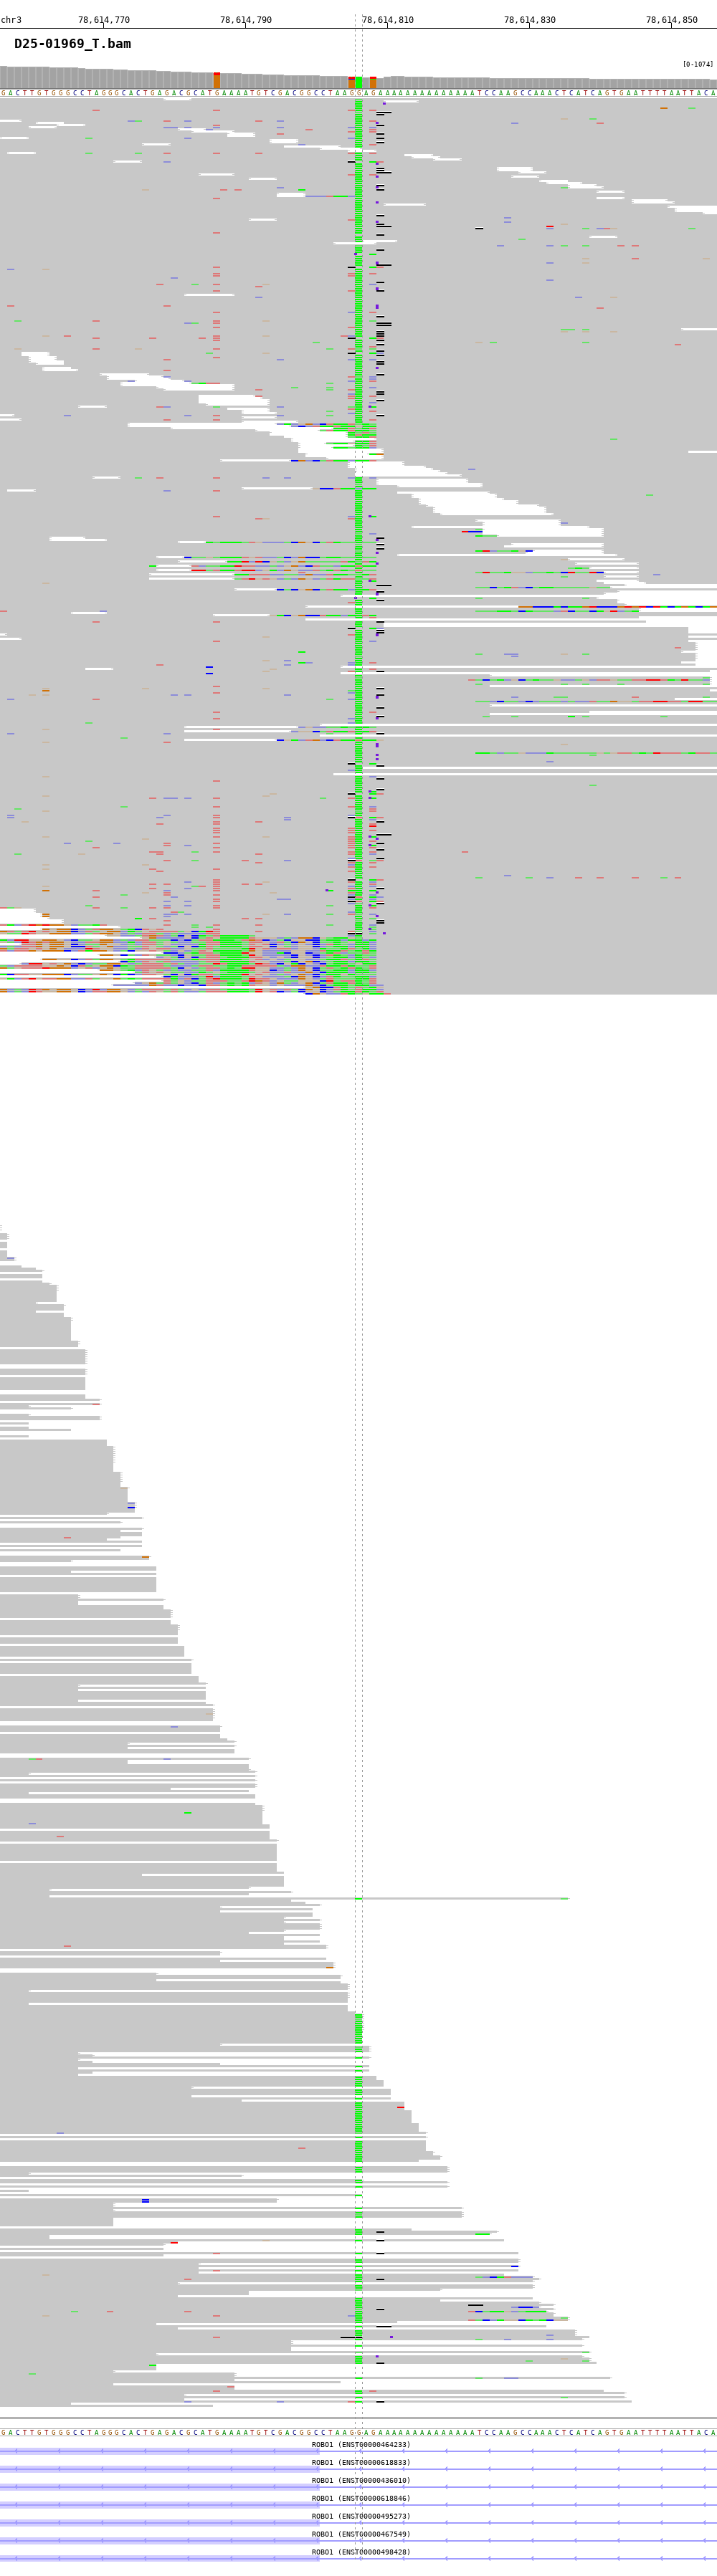 chr3 78,614,770 78,614,790 78,614,810 78,614,830 78,614,850
D25-01969_T.bam
[0-1074]
GACTTGTGGGCCTAGGGCACTGAGACGCATGAAAATGTCGACGGCCTAAGGAGAAAAAAAAAAAAAAATCCAAGCCAAACTCATCAGTGAATTTTAATTACA
GACTTGTGGGCCTAGGGCACTGAGACGCATGAAAATGTCGACGGCCTAAGGAGAAAAAAAAAAAAAAATCCAAGCCAAACTCATCAGTGAATTTTAATTACA
ROBO1 (ENST00000464233)
ROBO1 (ENST00000618833)
ROBO1 (ENST00000436010)
ROBO1 (ENST00000618846)
ROBO1 (ENST00000495273)
ROBO1 (ENST00000467549)
ROBO1 (ENST00000498428)